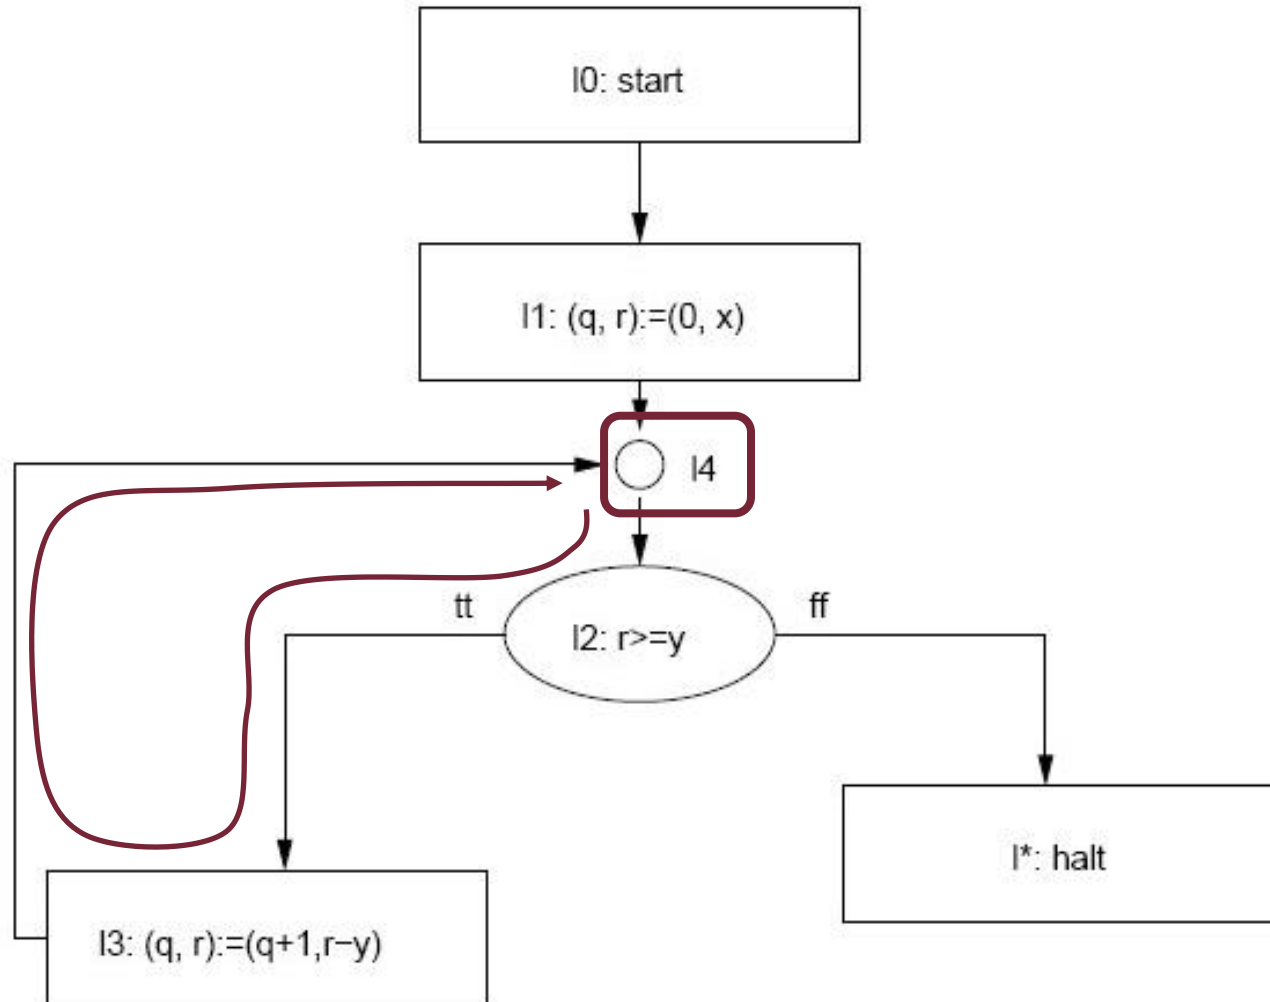 l0: start
l1: (q, r):=(0, x)
l4
tt
ff
l2: r>=y
l*: halt
l3: (q, r):=(q+1,r−y)